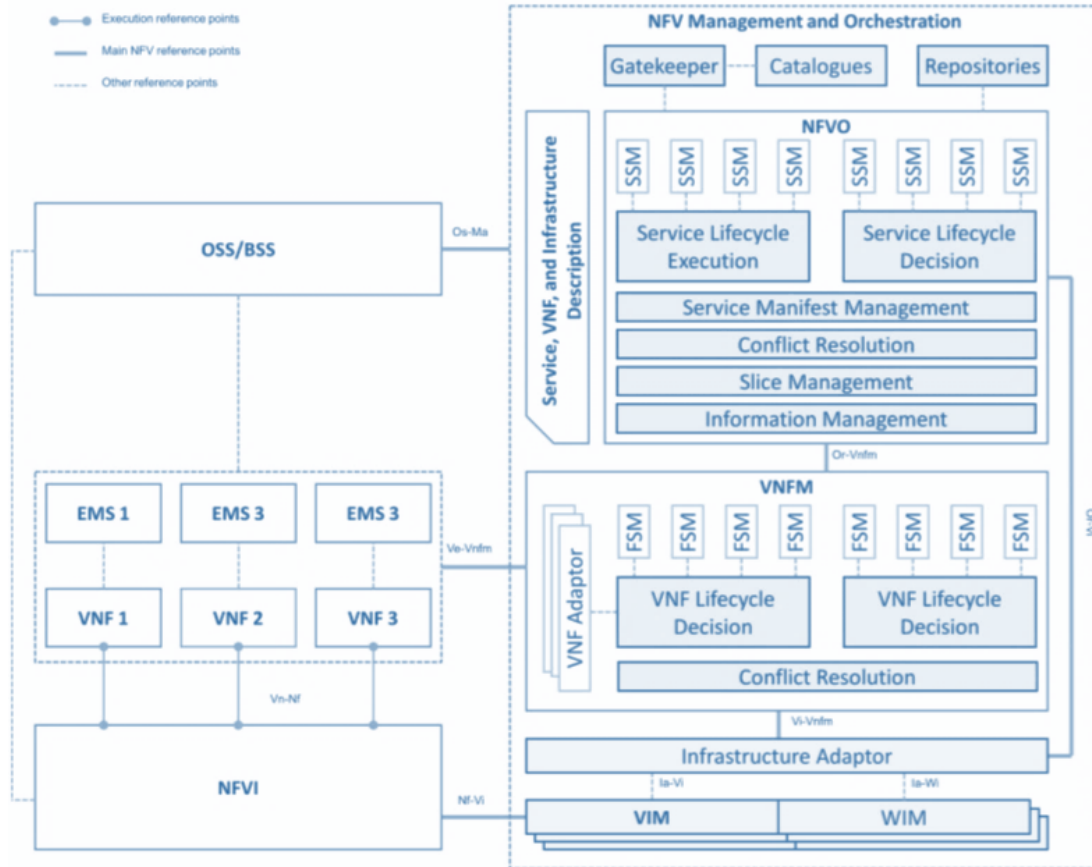 Execution reference points
Main NFV reference points
Other reference points
NFV Management and Orchestration
Gatekeeper
Catalogues
Repositories
Service, VNF, and Infrastructure
Description
NFVO
SSM
SSM
SSM
SSM
SSM
SSM
SSM
SSM
Service Lifecycle
Execution
Service Lifecycle
Decision
Service Manifest Management
Conflict Resolution
Slice Management
Information Management
OSS/BSS
Os-Ma
Or-Vnfm
VNFM
EMS 1
EMS 3
EMS 3
Ve-Vnfm
VNF 1
VNF 2
VNF 3
VNF Adaptor
FSM
FSM
FSM
FSM
FSM
FSM
FSM
FSM
VNF Lifecycle
Decision
VNF Lifecycle
Decision
Conflict Resolution
Vn-Nf
Vi-Vnfm
NFVI
Infrastructure Adaptor
Ia-Vi
Ia-Wi
Nf-Vi
VIM
WIM